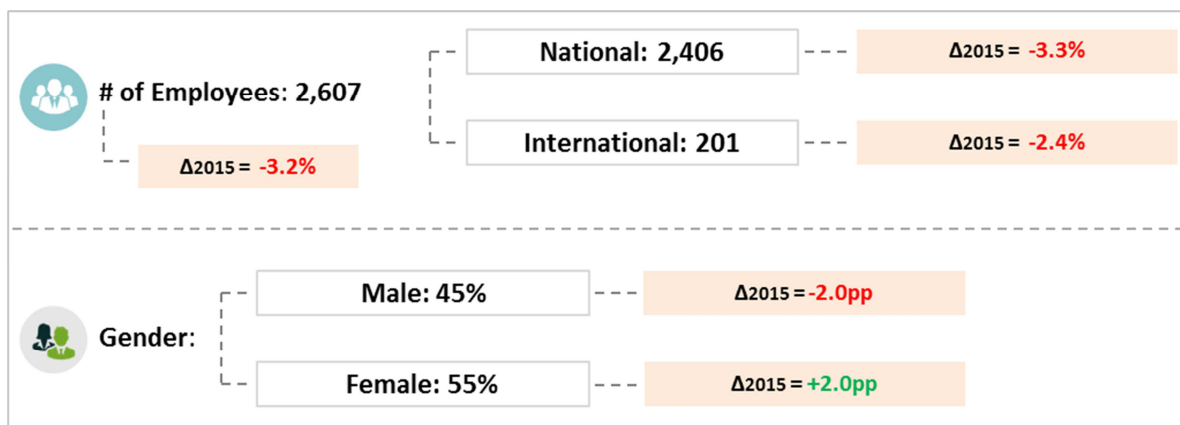 National: 2,406
Δ2015 = -3.3%
# of Employees: 2,607
International: 201
Δ2015 = -2.4%
Δ2015 = -3.2%
Male: 45%
Δ2015 = -2.0pp
Gender:
Female: 55%
Δ2015 = +2.0pp